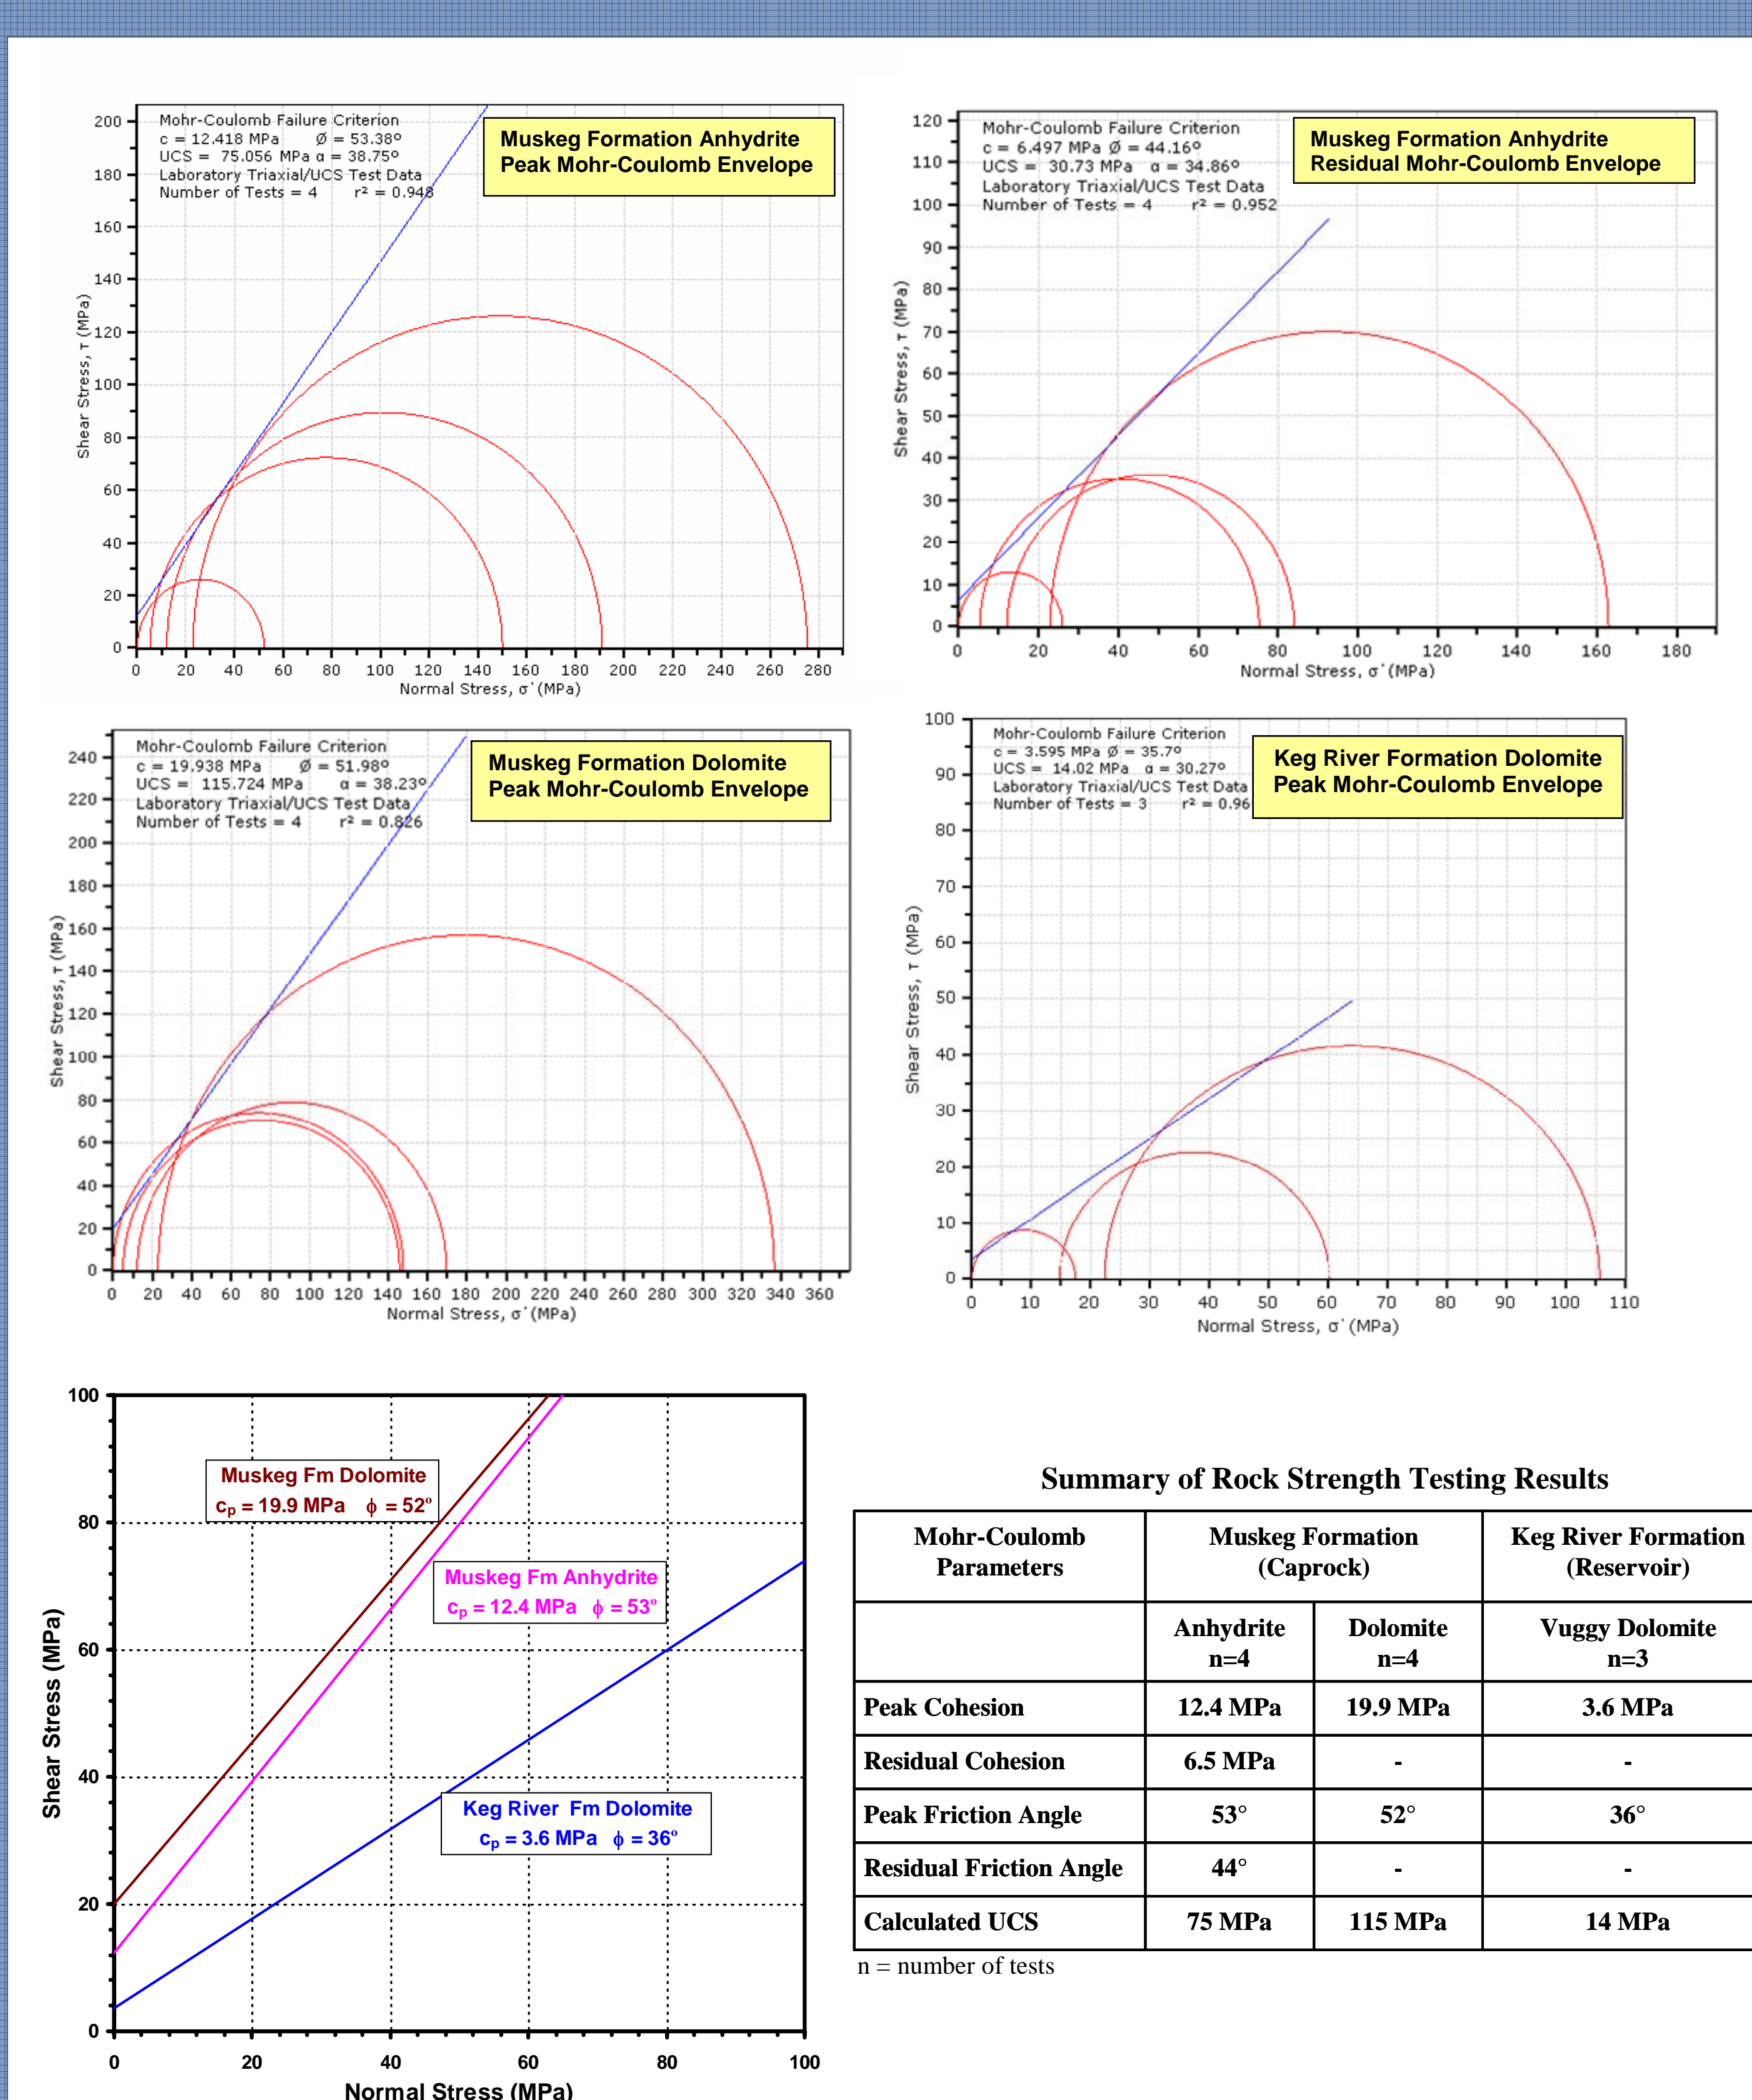 Mohr-Coulomb Failure Criterion
c = 12.418 MPa Ø = 53.38º
UCS = 75.056 MPa α = 38.75º
Laboratory Triaxial/UCS Test Data
Number of Tests = 4 r² = 0.948
Muskeg Formation Anhydrite
Peak Mohr-Coulomb Envelope
200
180
160
140
120
100
80
60
40
20
0
Shear Stress, τ (MPa)
0 20 40 60 80 100 120 140 160 180 200 220 240 260 280
Normal Stress, σ' (MPa)
Mohr-Coulomb Failure Criterion
c = 6.497 MPa Ø = 44.16º
UCS = 30.73 MPa α = 34.86º
Laboratory Triaxial/UCS Test Data
Number of Tests = 4 r² = 0.952
Muskeg Formation Anhydrite
Residual Mohr-Coulomb Envelope
120
110
100
90
80
70
60
50
40
30
20
10
0
Shear Stress, τ (MPa)
0 20 40 60 80 100 120 140 160 180
Normal Stress, σ' (MPa)
Mohr-Coulomb Failure Criterion
c = 19.938 MPa Ø = 51.98º
UCS = 115.724 MPa α = 38.23º
Laboratory Triaxial/UCS Test Data
Number of Tests = 4 r² = 0.826
Muskeg Formation Dolomite
Peak Mohr-Coulomb Envelope
240
220
200
180
160
140
120
100
80
60
40
20
0
Shear Stress, τ (MPa)
0 20 40 60 80 100 120 140 160 180 200 220 240 260 280 300 320 340 360
Normal Stress, σ' (MPa)
Mohr-Coulomb Failure Criterion
c = 3.595 MPa Ø = 35.7º
UCS = 14.02 MPa α = 30.27º
Laboratory Triaxial/UCS Test Data
Number of Tests = 3 r² = 0.96
Keg River Formation Dolomite
Peak Mohr-Coulomb Envelope
100
90
80
70
60
50
40
30
20
10
0
Shear Stress, τ (MPa)
0 10 20 30 40 50 60 70 80 90 100 110
Normal Stress, σ' (MPa)
100
80
60
40
20
0
Shear Stress (MPa)
Muskeg Fm Dolomite
cₚ = 19.9 MPa ϕ = 52º
Muskeg Fm Anhydrite
cₚ = 12.4 MPa ϕ = 53º
Keg River Fm Dolomite
cₚ = 3.6 MPa ϕ = 36º
0 20 40 60 80 100
Normal Stress (MPa)
Summary of Rock Strength Testing Results
Mohr-Coulomb Parameters Muskeg Formation (Caprock) Keg River Formation (Reservoir)
Anhydrite n=4 Dolomite n=4 Vuggy Dolomite n=3
Peak Cohesion 12.4 MPa 19.9 MPa 3.6 MPa
Residual Cohesion 6.5 MPa - -
Peak Friction Angle 53° 52° 36°
Residual Friction Angle 44° - -
Calculated UCS 75 MPa 115 MPa 14 MPa
n = number of tests